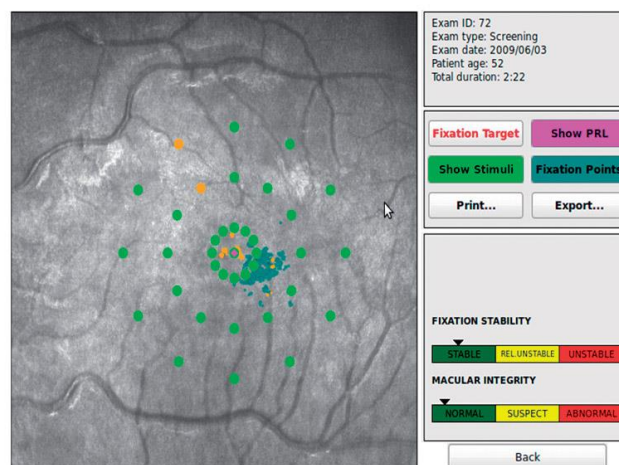 Exam ID: 72
Exam type: Screening
Exam date: 2009/06/03
Patient age: 52
Total duration: 2:22
Fixation Target
Show PRL
Show Stimuli
Fixation Points
Print...
Export...
FIXATION STABILITY
STABLE
REL.UNSTABLE
UNSTABLE
MACULAR INTEGRITY
NORMAL
SUSPECT
ABNORMAL
Back